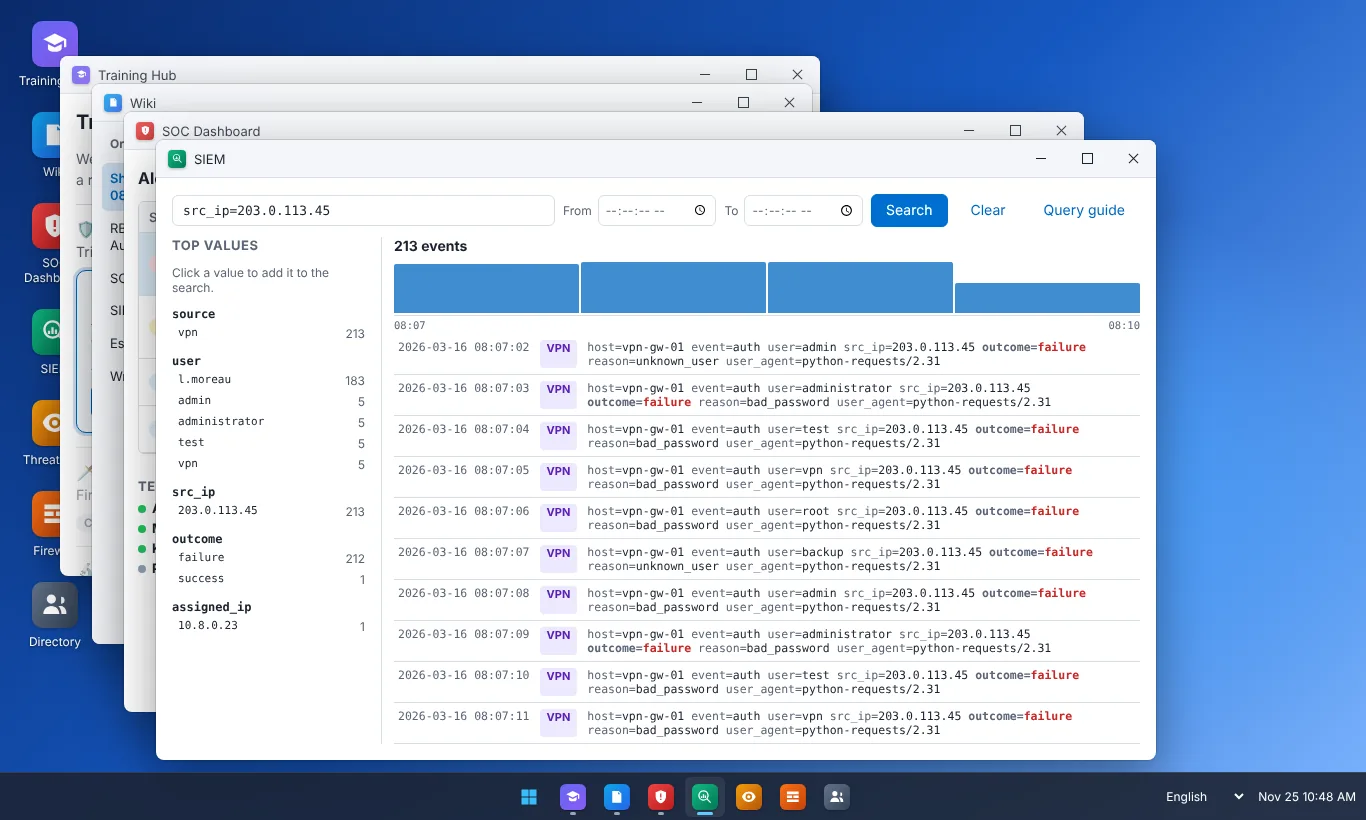 Training Hub
Wiki
SOC Dashboard
SIEM
src_ip=203.0.113.45
From
--:--:-- --
To
--:--:-- --
Search
Clear
Query guide
TOP VALUES
Click a value to add it to the
search.
source
vpn 213
user
l.moreau 183
admin 5
administrator 5
test 5
vpn 5
src_ip
203.0.113.45 213
outcome
failure 212
success 1
assigned_ip
10.8.0.23 1
213 events
08:07 08:10
2026-03-16 08:07:02 VPN host=vpn-gw-01 event=auth user=admin src_ip=203.0.113.45 outcome=failure
reason=unknown_user user_agent=python-requests/2.31
2026-03-16 08:07:03 VPN host=vpn-gw-01 event=auth user=administrator src_ip=203.0.113.45
outcome=failure reason=bad_password user_agent=python-requests/2.31
2026-03-16 08:07:04 VPN host=vpn-gw-01 event=auth user=test src_ip=203.0.113.45 outcome=failure
reason=bad_password user_agent=python-requests/2.31
2026-03-16 08:07:05 VPN host=vpn-gw-01 event=auth user=vpn src_ip=203.0.113.45 outcome=failure
reason=bad_password user_agent=python-requests/2.31
2026-03-16 08:07:06 VPN host=vpn-gw-01 event=auth user=root src_ip=203.0.113.45 outcome=failure
reason=bad_password user_agent=python-requests/2.31
2026-03-16 08:07:07 VPN host=vpn-gw-01 event=auth user=backup src_ip=203.0.113.45 outcome=failure
reason=unknown_user user_agent=python-requests/2.31
2026-03-16 08:07:08 VPN host=vpn-gw-01 event=auth user=admin src_ip=203.0.113.45 outcome=failure
reason=bad_password user_agent=python-requests/2.31
2026-03-16 08:07:09 VPN host=vpn-gw-01 event=auth user=administrator src_ip=203.0.113.45
outcome=failure reason=bad_password user_agent=python-requests/2.31
2026-03-16 08:07:10 VPN host=vpn-gw-01 event=auth user=test src_ip=203.0.113.45 outcome=failure
reason=bad_password user_agent=python-requests/2.31
2026-03-16 08:07:11 VPN host=vpn-gw-01 event=auth user=vpn src_ip=203.0.113.45 outcome=failure
reason=bad_password user_agent=python-requests/2.31
Training
Directory
English
Nov 25 10:48 AM